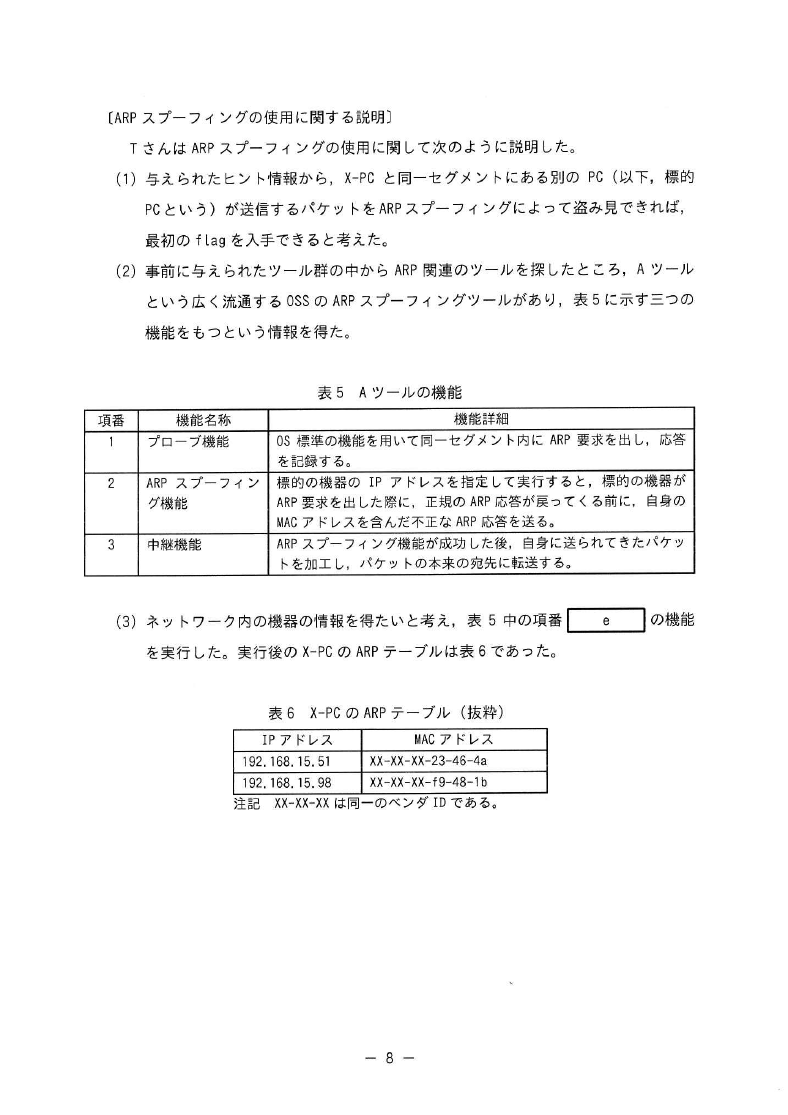 〔ARP スプーフィングの使用に関する説明〕
T さんは ARP スプーフィングの使用に関して次のように説明した。
(1) 与えられたヒント情報から，X-PC と同一セグメントにある別の PC（以下，標的
PC という）が送信するパケットを ARP スプーフィングによって盗み見できれば，
最初の flag を入手できると考えた。
(2) 事前に与えられたツール群の中から ARP 関連のツールを探したところ，A ツール
という広く流通する OSS の ARP スプーフィングツールがあり，表 5 に示す三つの
機能をもつという情報を得た。
表 5 A ツールの機能
項番 機能名称 機能詳細
1 プローブ機能 OS 標準の機能を用いて同一セグメント内に ARP 要求を出し，応答
を記録する。
2 ARP スプーフィン 標的の機器の IP アドレスを指定して実行すると，標的の機器が
グ機能 ARP 要求を出した際に，正規の ARP 応答が戻ってくる前に，自身の
MAC アドレスを含んだ不正な ARP 応答を送る。
3 中継機能 ARP スプーフィング機能が成功した後，自身に送られてきたパケッ
トを加工し，パケットの本来の宛先に転送する。
(3) ネットワーク内の機器の情報を得たいと考え，表 5 中の項番 e の機能
を実行した。実行後の X-PC の ARP テーブルは表 6 であった。
表 6 X-PC の ARP テーブル（抜粋）
IP アドレス MAC アドレス
192.168.15.51 XX-XX-XX-23-46-4a
192.168.15.98 XX-XX-XX-f9-48-1b
注記 XX-XX-XX は同一のベンダ ID である。
－ 8 －